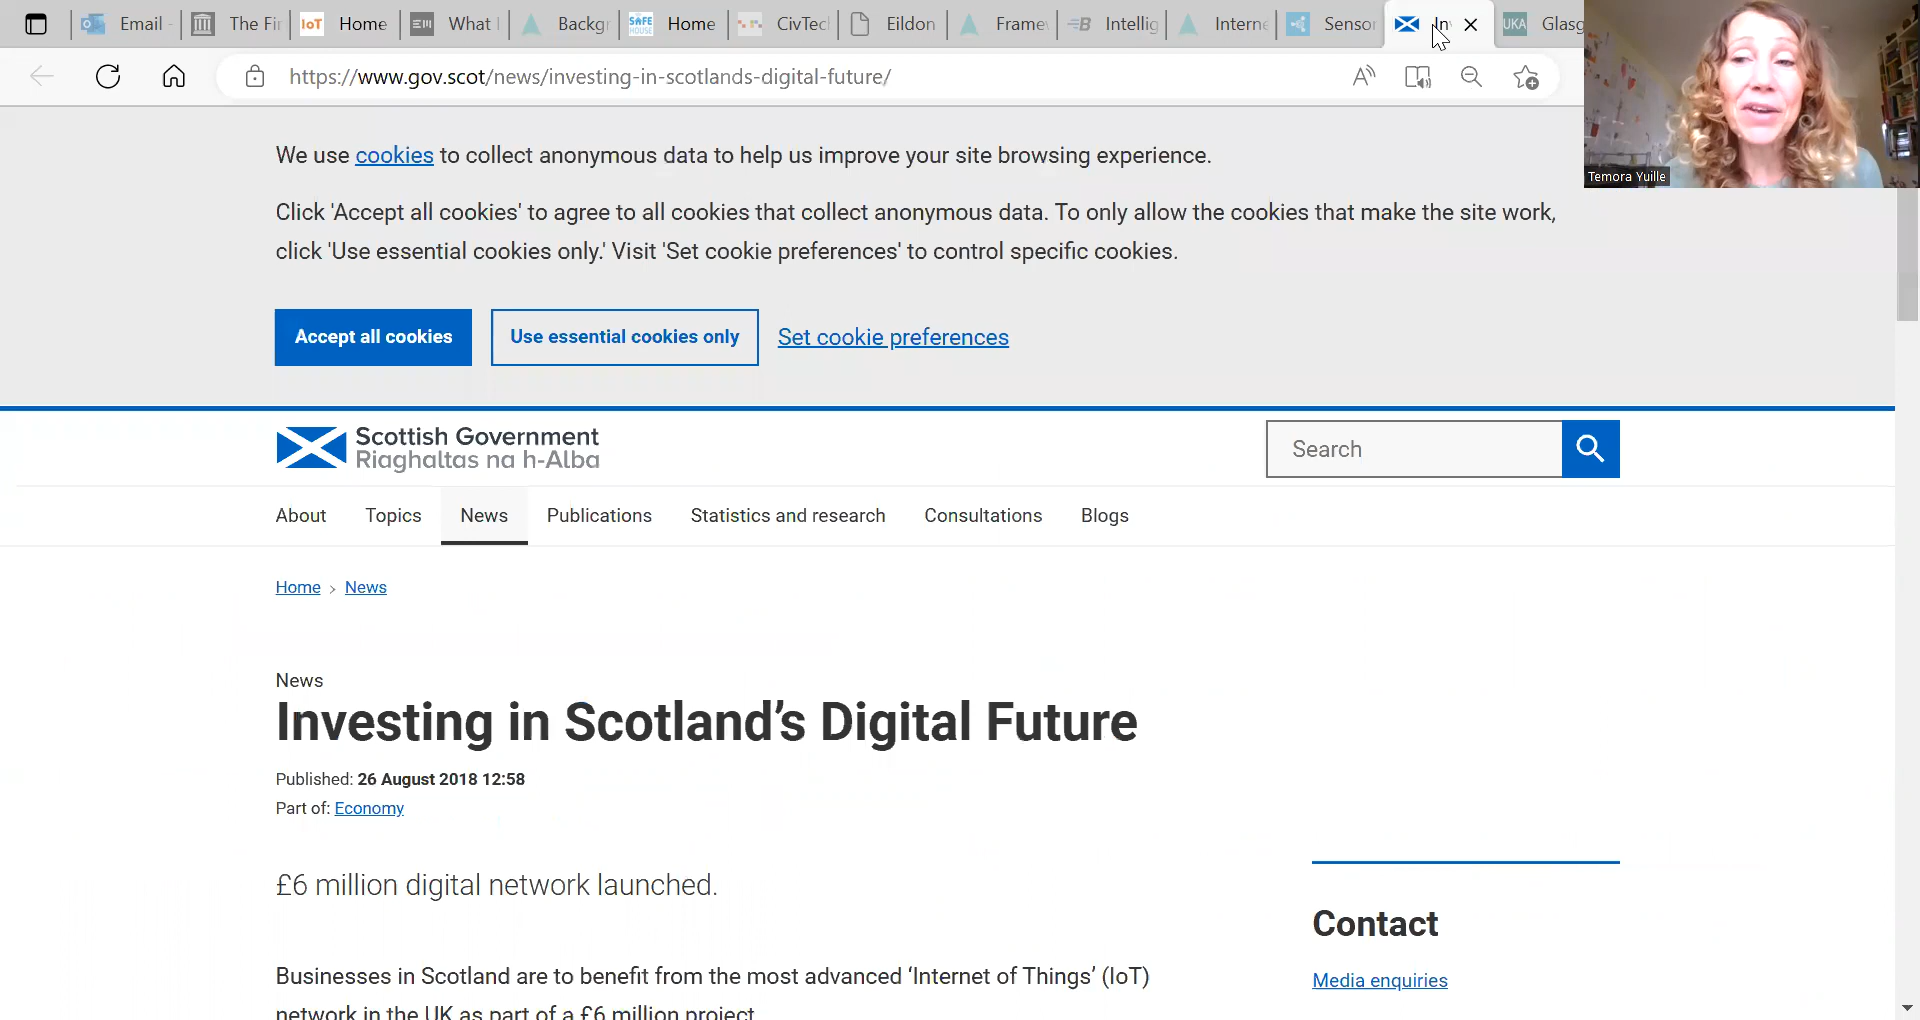 Email -
The Fir
IoT Home
What I
Backgr
SAFE HOUSE Home
CivTech
Eildon
Framew
Intellig
Interne
Sensor
In
UKA Glasg
https://www.gov.scot/news/investing-in-scotlands-digital-future/
Temora Yuille
We use cookies to collect anonymous data to help us improve your site browsing experience.
Click 'Accept all cookies' to agree to all cookies that collect anonymous data. To only allow the cookies that make the site work,
click 'Use essential cookies only.' Visit 'Set cookie preferences' to control specific cookies.
Accept all cookies
Use essential cookies only
Set cookie preferences
Scottish Government
Riaghaltas na h-Alba
Search
About
Topics
News
Publications
Statistics and research
Consultations
Blogs
Home > News
News
Investing in Scotland's Digital Future
Published: 26 August 2018 12:58
Part of: Economy
£6 million digital network launched.
Contact
Businesses in Scotland are to benefit from the most advanced 'Internet of Things' (IoT)
Media enquiries
network in the UK as part of a £6 million project